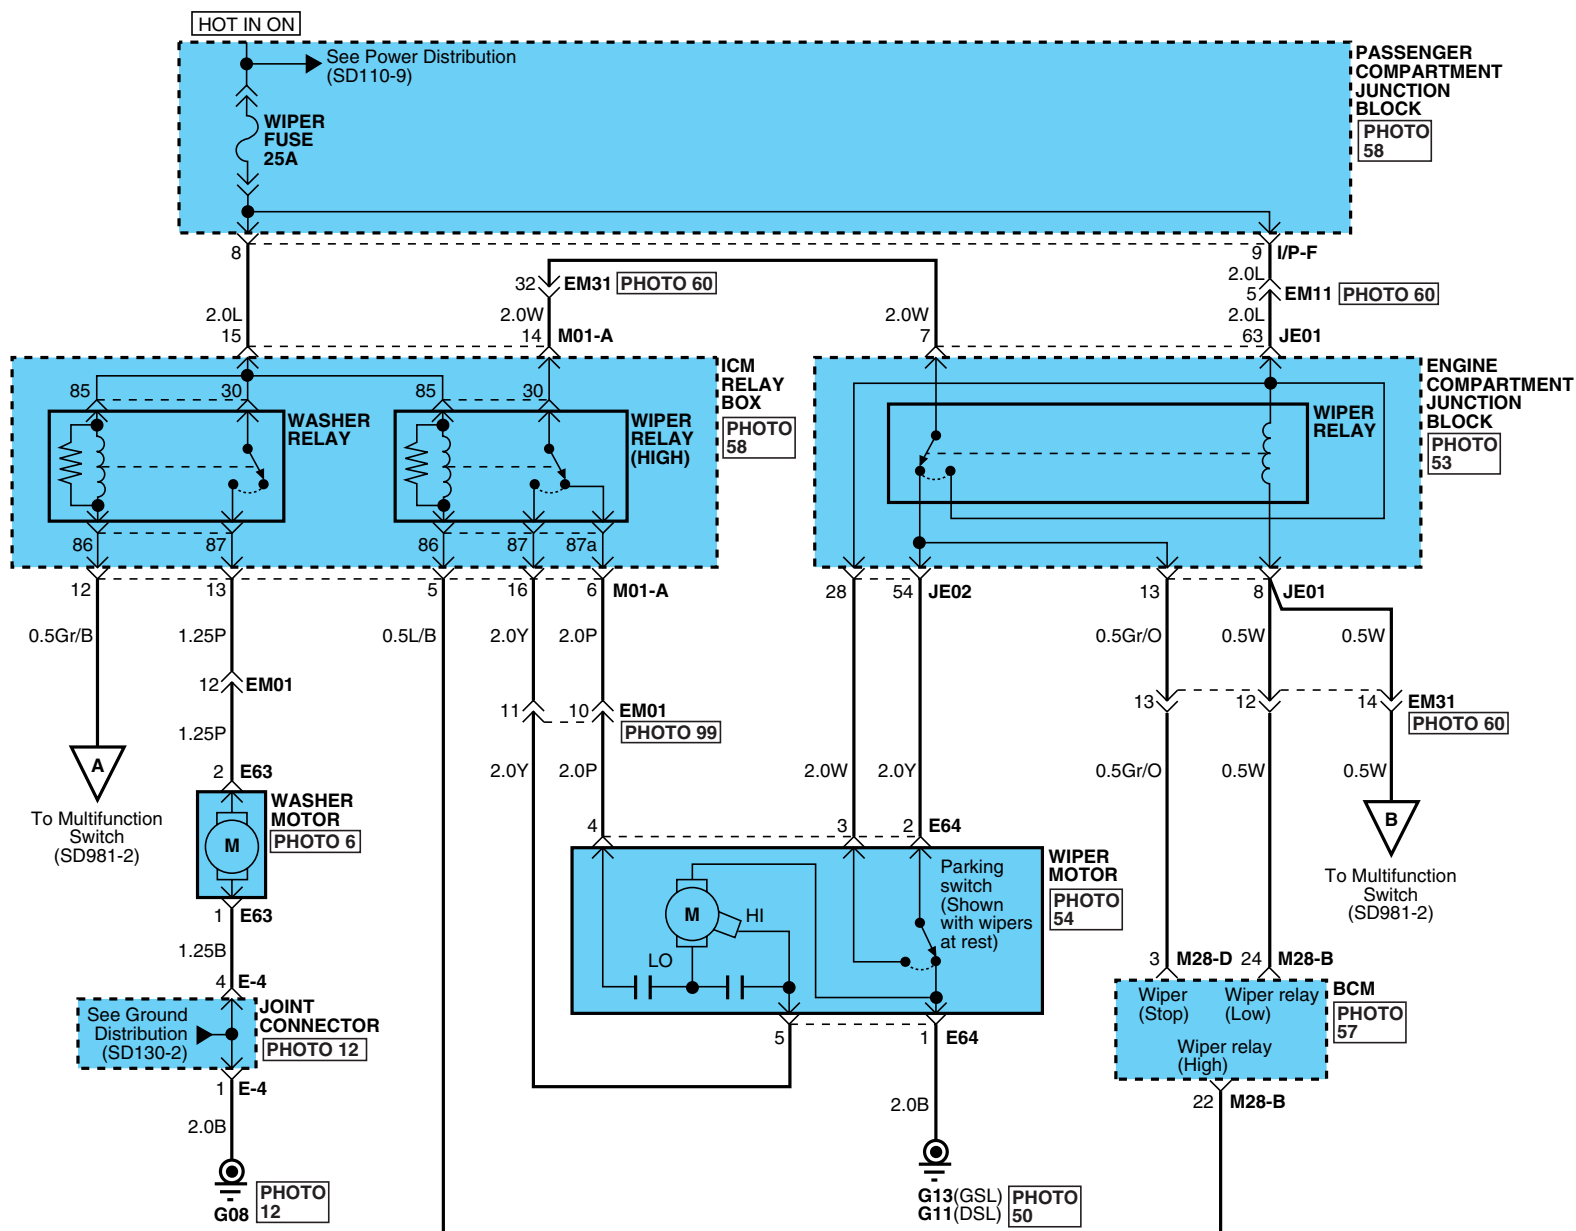 HOT IN ON
See Power Distribution
(SD110-9)
WIPER
FUSE
25A
PASSENGER
COMPARTMENT
JUNCTION
BLOCK
PHOTO
58
8
9 I/P-F
2.0L
32 EM31 PHOTO 60
5 EM11 PHOTO 60
2.0L
2.0W
2.0W
2.0L
15
14 M01-A
7
63 JE01
ICM
RELAY
BOX
PHOTO
58
85
30
85
30
WASHER
RELAY
WIPER
RELAY
(HIGH)
ENGINE
COMPARTMENT
JUNCTION
BLOCK
PHOTO
53
WIPER
RELAY
86
87
86
87
87a
12
13
5
16
6 M01-A
28
54 JE02
13
8 JE01
0.5Gr/B
1.25P
0.5L/B
2.0Y
2.0P
0.5Gr/O
0.5W
0.5W
12 EM01
11
10 EM01
PHOTO 99
13
12
14 EM31
PHOTO 60
1.25P
2.0Y
2.0P
2.0W
2.0Y
0.5Gr/O
0.5W
0.5W
A
To Multifunction
Switch
(SD981-2)
2 E63
WASHER
MOTOR
PHOTO 6
M
1 E63
B
To Multifunction
Switch
(SD981-2)
4
3
2 E64
WIPER
MOTOR
PHOTO
54
Parking
switch
(Shown
with wipers
at rest)
M
HI
LO
5
1 E64
1.25B
4 E-4
See Ground
Distribution
(SD130-2)
JOINT
CONNECTOR
PHOTO 12
1 E-4
2.0B
G08
PHOTO
12
2.0B
G13(GSL)
G11(DSL)
PHOTO
50
3 M28-D
24 M28-B
Wiper
(Stop)
Wiper relay
(Low)
Wiper relay
(High)
BCM
PHOTO
57
22 M28-B